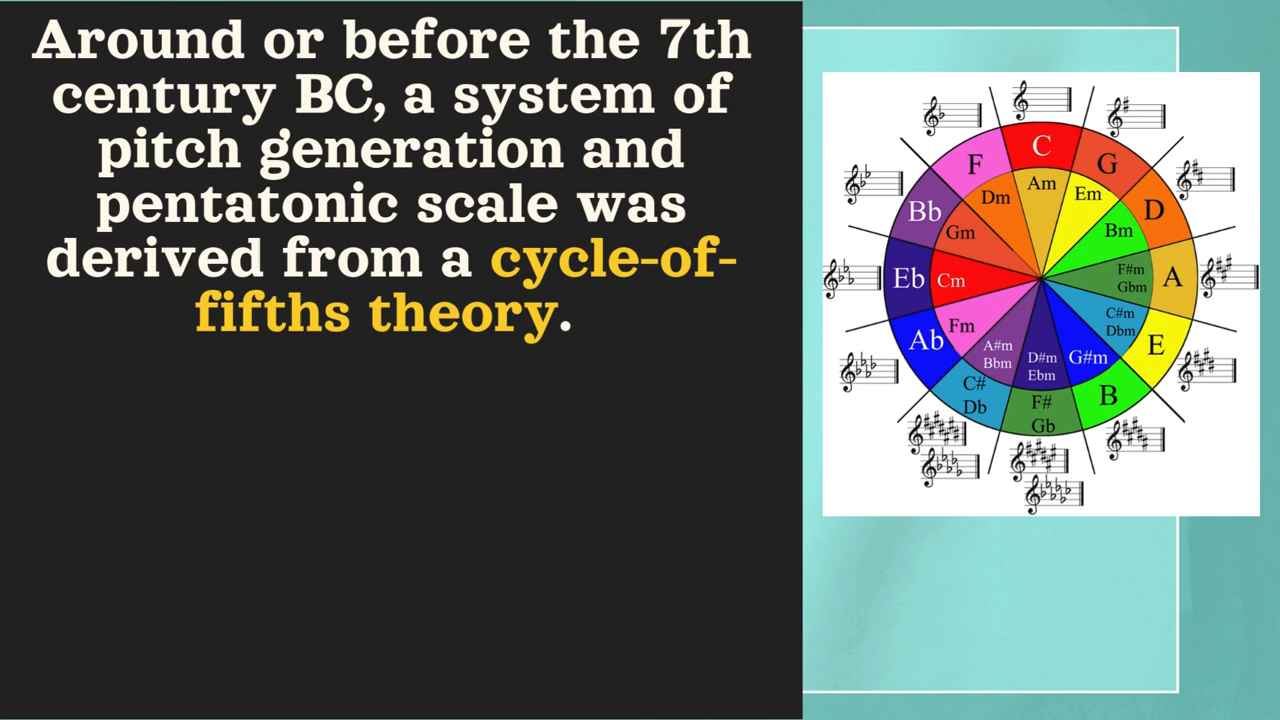 Around or before the 7th
century BC, a system of
pitch generation and
pentatonic scale was
derived from a cycle-of-
fifths theory.
C
G
D
A
E
B
F#
Gb
C#
Db
Ab
Eb
Bb
F
Am
Em
Bm
F#m
Gbm
C#m
Dbm
G#m
D#m
Ebm
A#m
Bbm
Fm
Cm
Gm
Dm